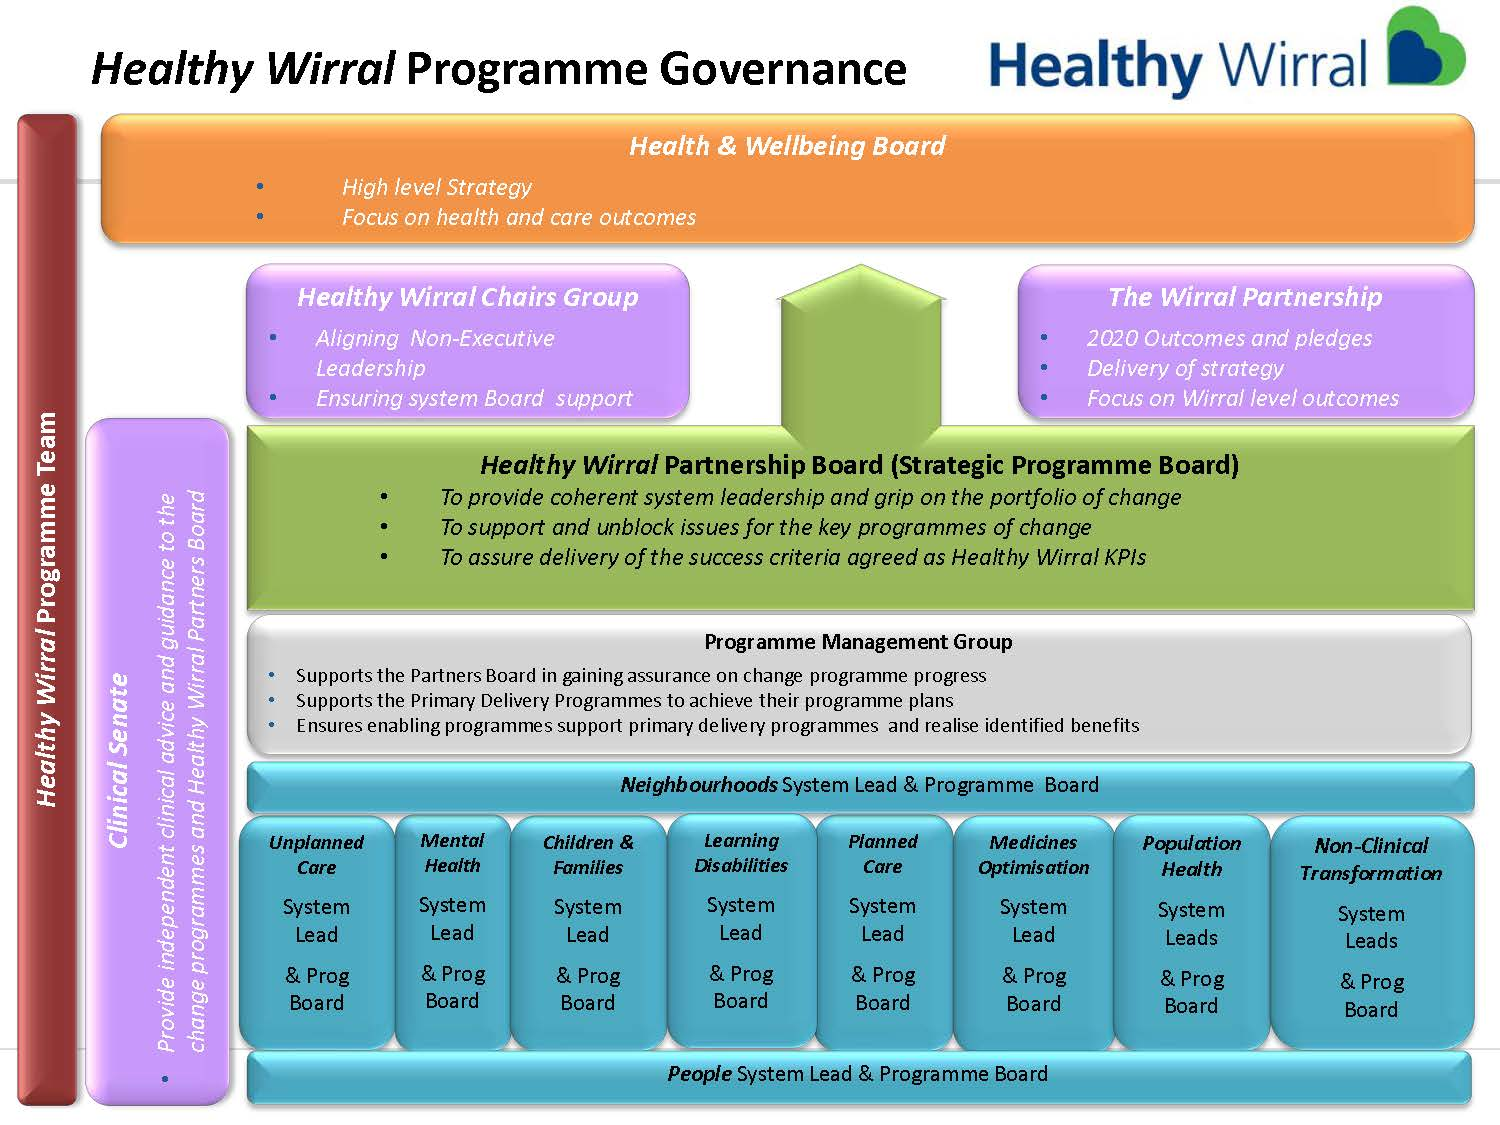 Healthy Wirral Programme Governance
Healthy Wirral
Health & Wellbeing Board
• High level Strategy
• Focus on health and care outcomes
Healthy Wirral Chairs Group
• Aligning Non-Executive
Leadership
• Ensuring system Board support
The Wirral Partnership
• 2020 Outcomes and pledges
• Delivery of strategy
• Focus on Wirral level outcomes
Healthy Wirral Programme Team
Clinical Senate
• Provide independent clinical advice and guidance to the
change programmes and Healthy Wirral Partners Board
Healthy Wirral Partnership Board (Strategic Programme Board)
• To provide coherent system leadership and grip on the portfolio of change
• To support and unblock issues for the key programmes of change
• To assure delivery of the success criteria agreed as Healthy Wirral KPIs
Programme Management Group
• Supports the Partners Board in gaining assurance on change programme progress
• Supports the Primary Delivery Programmes to achieve their programme plans
• Ensures enabling programmes support primary delivery programmes and realise identified benefits
Neighbourhoods System Lead & Programme Board
Unplanned
Care
System
Lead
& Prog
Board
Mental
Health
System
Lead
& Prog
Board
Children &
Families
System
Lead
& Prog
Board
Learning
Disabilities
System
Lead
& Prog
Board
Planned
Care
System
Lead
& Prog
Board
Medicines
Optimisation
System
Lead
& Prog
Board
Population
Health
System
Leads
& Prog
Board
Non-Clinical
Transformation
System
Leads
& Prog
Board
People System Lead & Programme Board